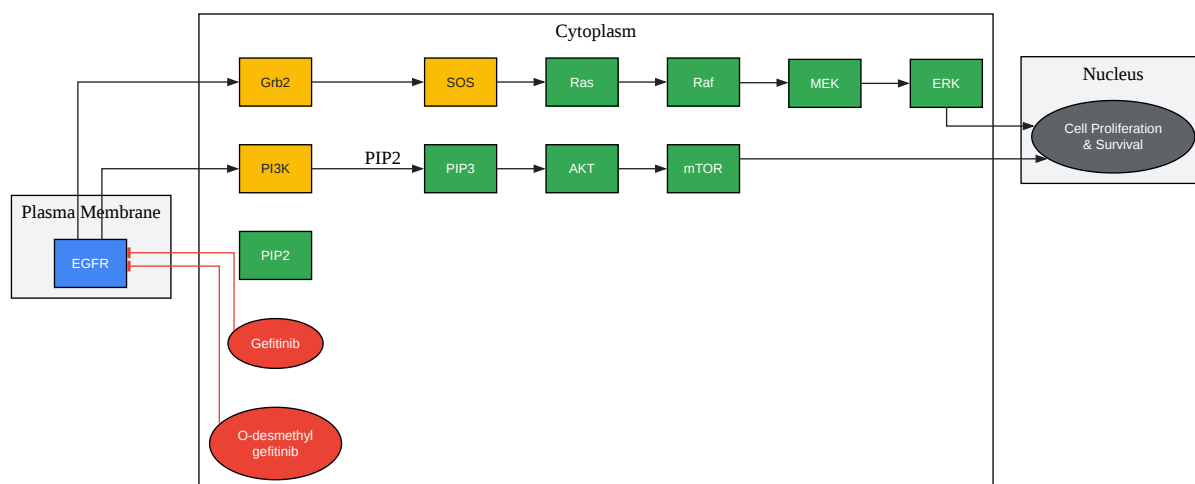 Cytoplasm
Grb2
SOS
Ras
Raf
MEK
ERK
Nucleus
Cell Proliferation
& Survival
PI3K
PIP2
PIP3
AKT
mTOR
Plasma Membrane
EGFR
PIP2
Gefitinib
O-desmethyl
gefitinib